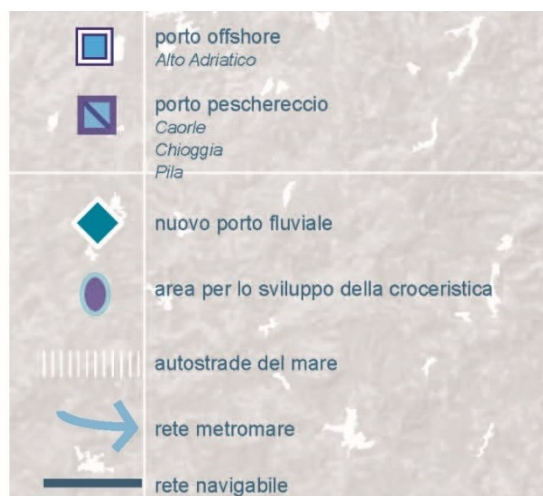 porto offshore
Alto Adriatico
porto peschereccio
Caorle
Chioggia
Pila
nuovo porto fluviale
area per lo sviluppo della croceristica
autostrade del mare
rete metromare
rete navigabile